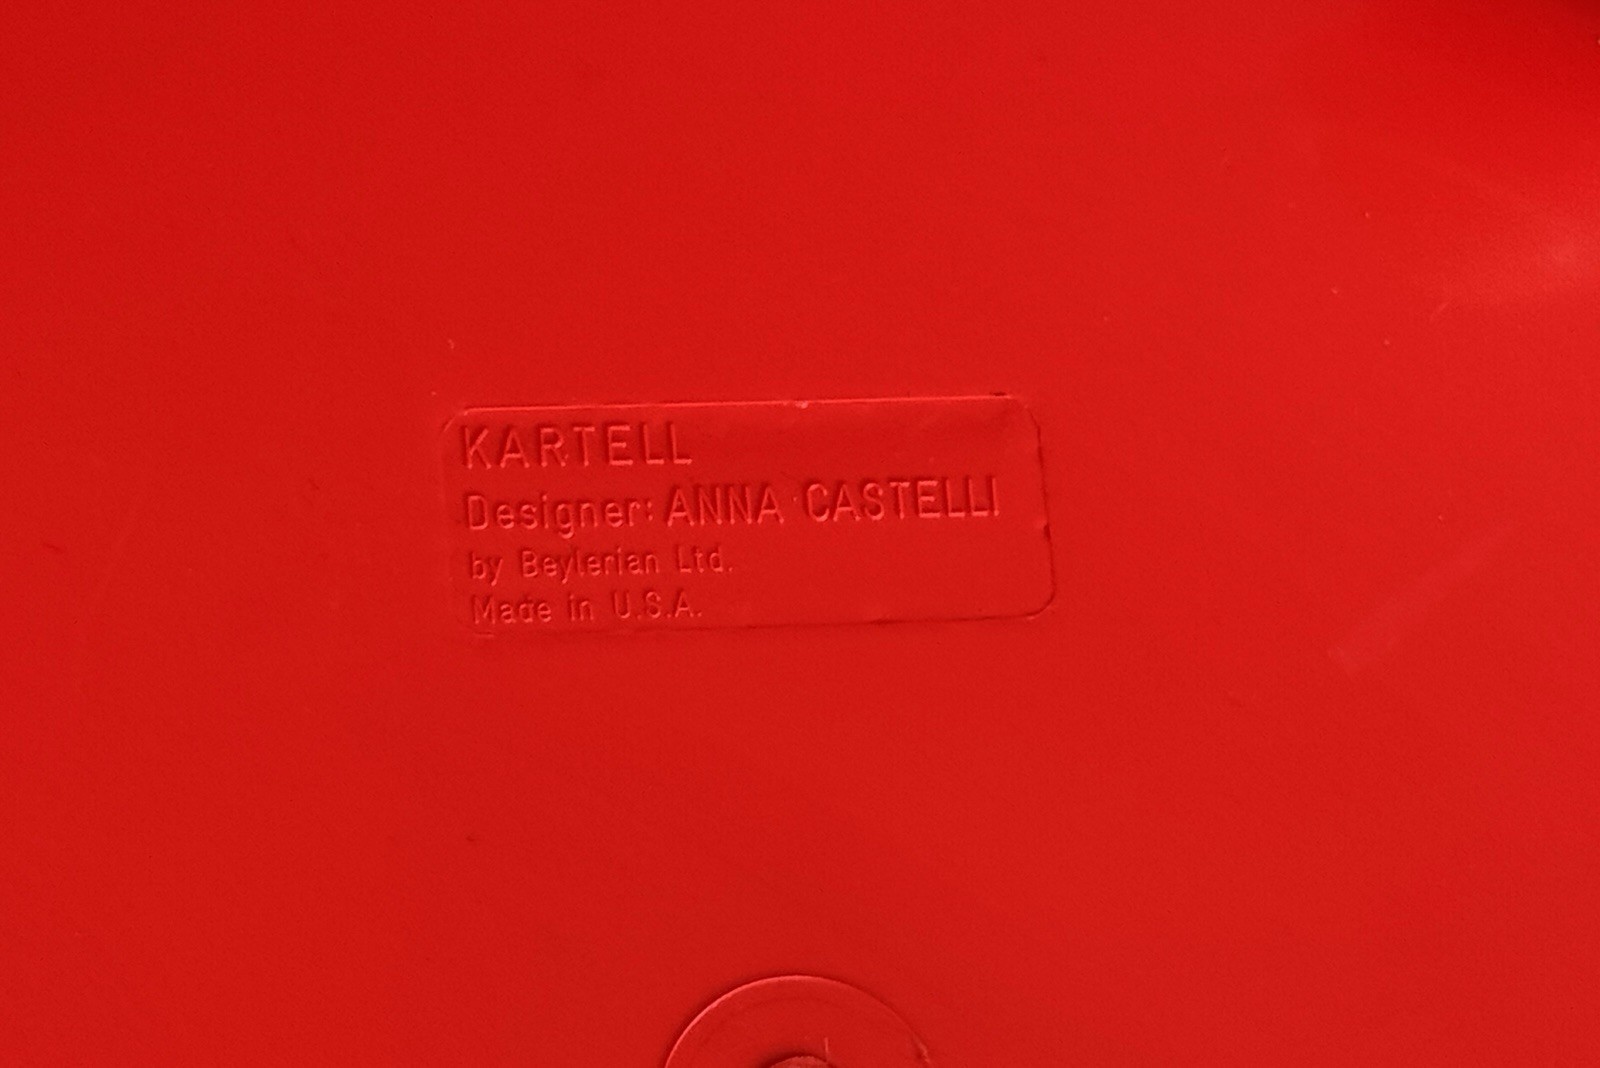 KARTELL
Designer: ANNA CASTELLI
by Beylerian Ltd.
Made in U.S.A.